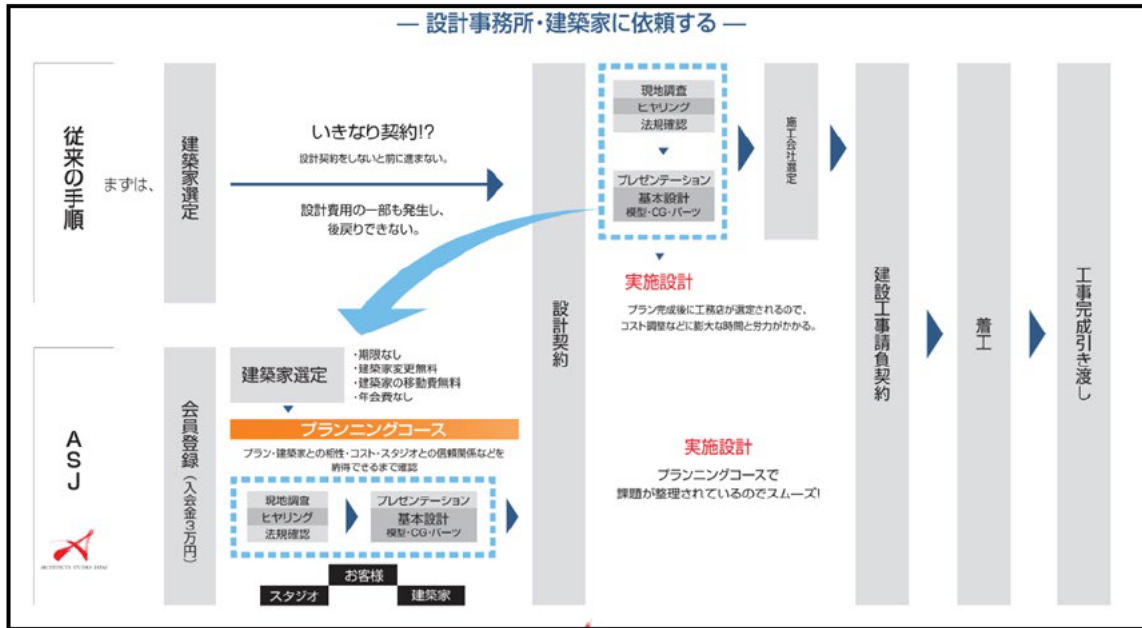 ― 設計事務所・建築家に依頼する ―
従来の手順
まずは、
建築家選定
いきなり契約!?
設計契約をしないと前に進まない。
設計費用の一部も発生し、
後戻りできない。
設計契約
現地調査
ヒヤリング
法規確認
プレゼンテーション
基本設計
模型・CG・パーツ
施工会社選定
実施設計
プラン完成後に工務店が選定されるので、
コスト調整などに膨大な時間と労力がかかる。
建設工事請負契約
着工
工事完成引き渡し
ASJ
ARCHITECTS STUDIO JAPAN
会員登録(入会金3万円)
建築家選定
・期限なし
・建築家変更無料
・建築家の移動費無料
・年会費なし
プランニングコース
プラン・建築家との相性・コスト・スタジオとの信頼関係などを
納得できるまで確認
現地調査
ヒヤリング
法規確認
プレゼンテーション
基本設計
模型・CG・パーツ
お客様
スタジオ
建築家
実施設計
プランニングコースで
課題が整理されているのでスムーズ!